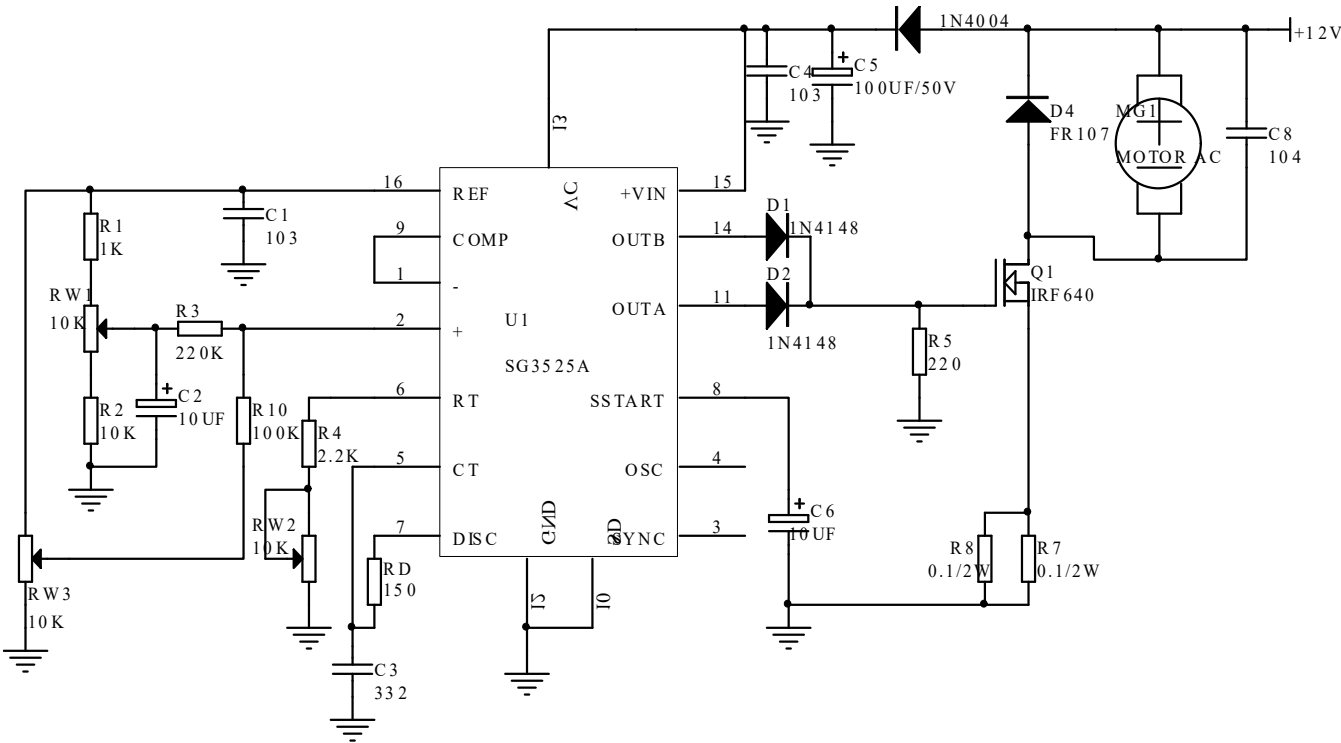 1N4004
+12V
C4
103
+
C5
100UF/50V
D4
FR107
MG1
MOTOR AC
C8
104
13
VC
16
REF
+VIN
15
R1
1K
C1
103
9
COMP
OUTB
14
D1
1N4148
1
-
D2
Q1
IRF640
RW1
10K
R3
220K
2
+
U1
OUTA
11
1N4148
R5
220
SG3525A
+
C2
10UF
R2
10K
R10
100K
6
RT
SSTART
8
R4
2.2K
5
CT
OSC
4
+
C6
10UF
RW2
10K
7
DISC
GND
SD
SYNC
3
R8
0.1/2W
R7
0.1/2W
RD
150
RW3
10K
12
10
C3
332